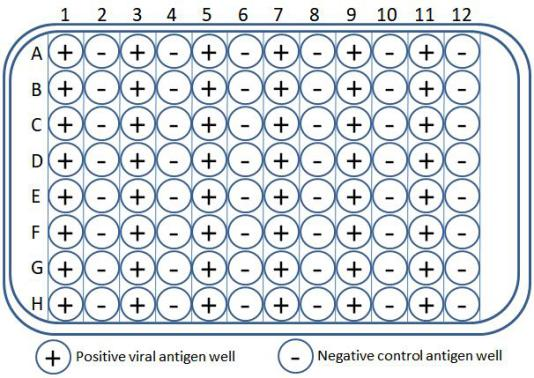 1 2 3 4 5 6 7 8 9 10 11 12
A + - + - + - + - + - + -
B + - + - + - + - + - + -
C + - + - + - + - + - + -
D + - + - + - + - + - + -
E + - + - + - + - + - + -
F + - + - + - + - + - + -
G + - + - + - + - + - + -
H + - + - + - + - + - + -
+ Positive viral antigen well - Negative control antigen well